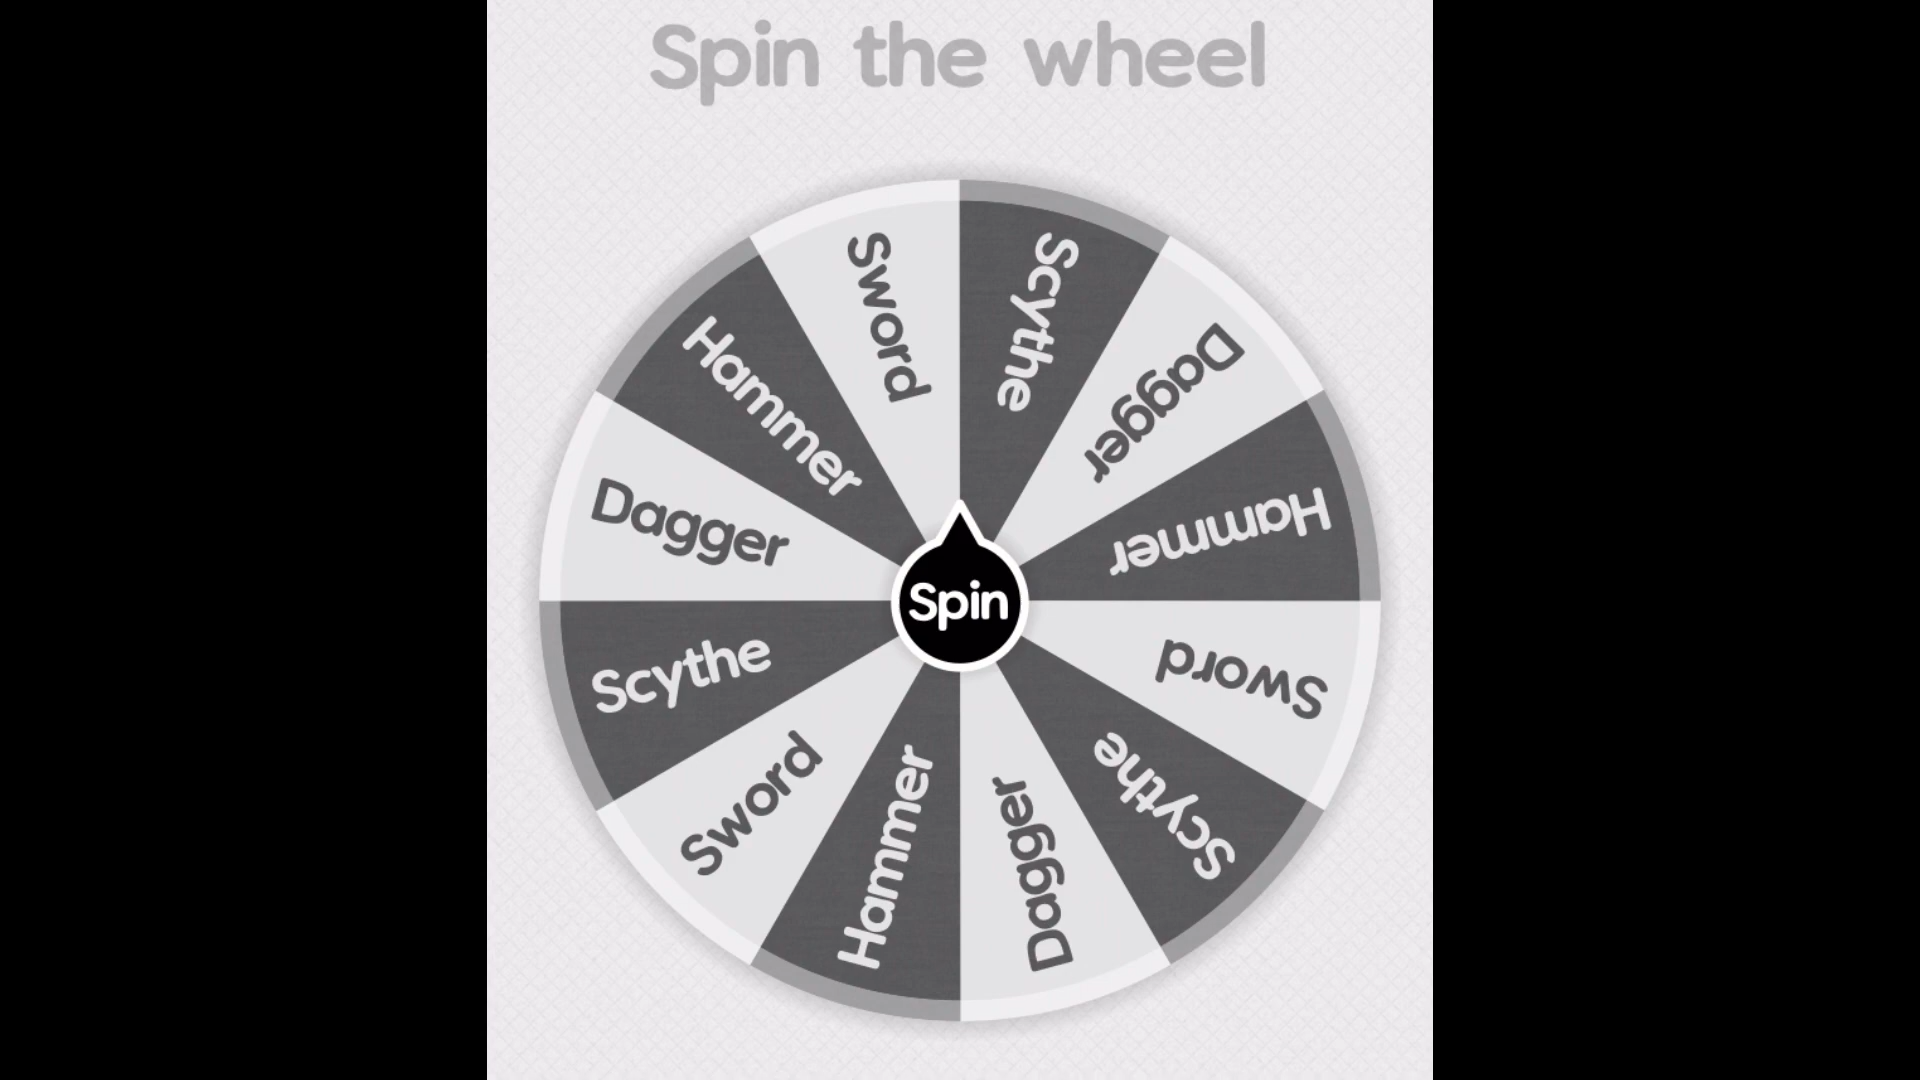 Spin the wheel
Scythe
Dagger
Hammer
Sword
Scythe
Dagger
Hammer
Sword
Scythe
Dagger
Hammer
Sword
Spin